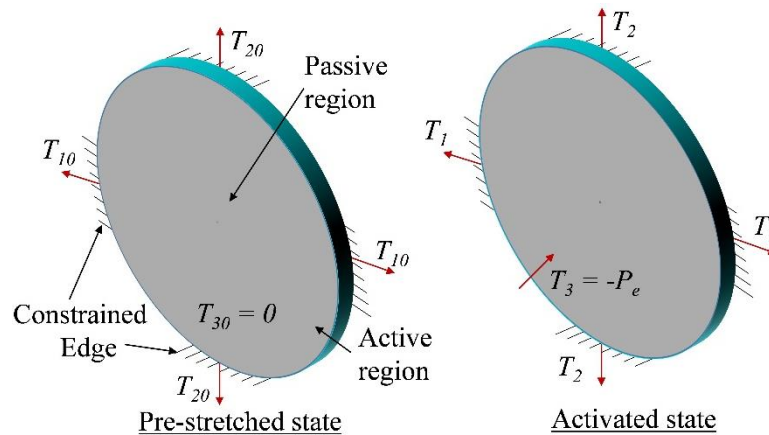 T20
Passive
region
T10
T10
Constrained
Edge
T30 = 0
Active
region
T20
Pre-stretched state
T2
T1
T
T3 = -Pe
T2
Activated state